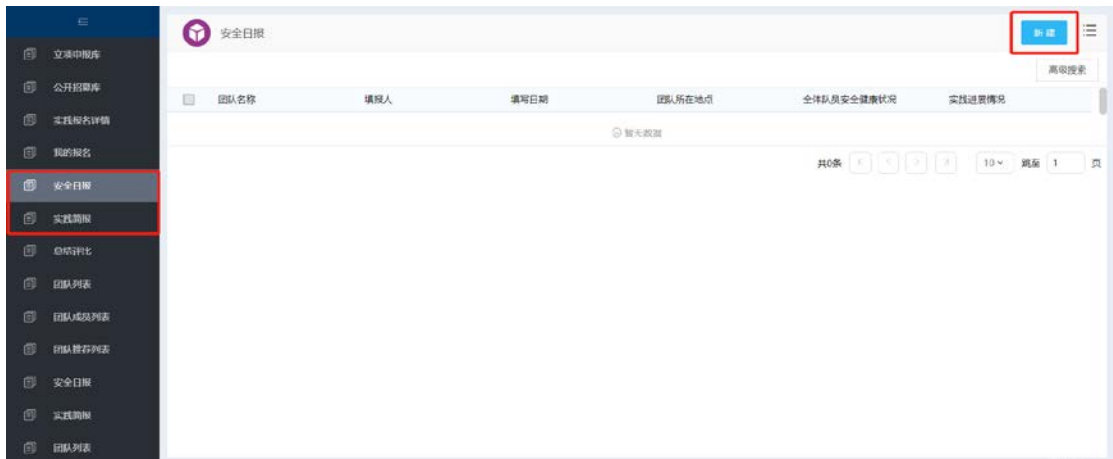 安全日报
新建
高级搜索
团队名称 填报人 填写日期 团队所在地点 全体队员安全健康状况 实践进展情况
暂无数据
共0条 10 跳至 1 页
立项申报库
公开招募库
实践报名详情
我的报名
安全日报
实践简报
总结评比
团队列表
团队成员列表
团队推荐列表
安全日报
实践简报
团队列表